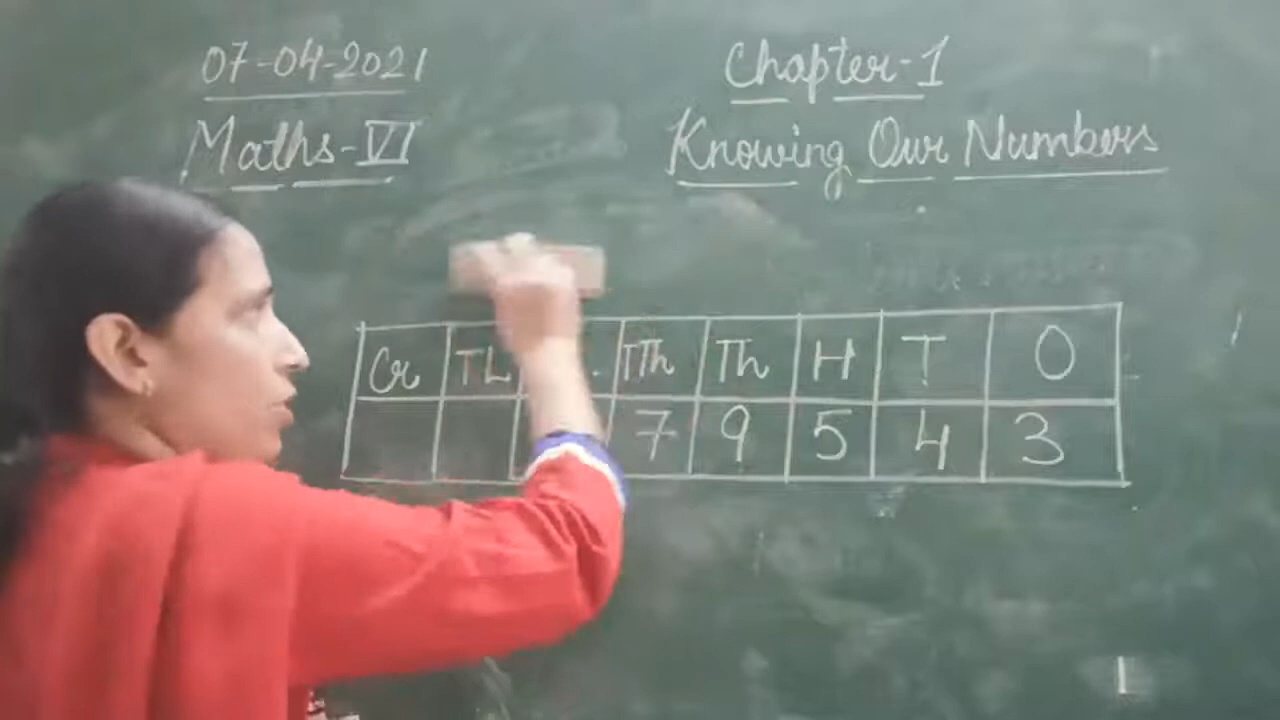 07-04-2021
Maths-VI
Chapter-1
Knowing Our Numbers
Cr TL TTh Th H T O
7 9 5 4 3